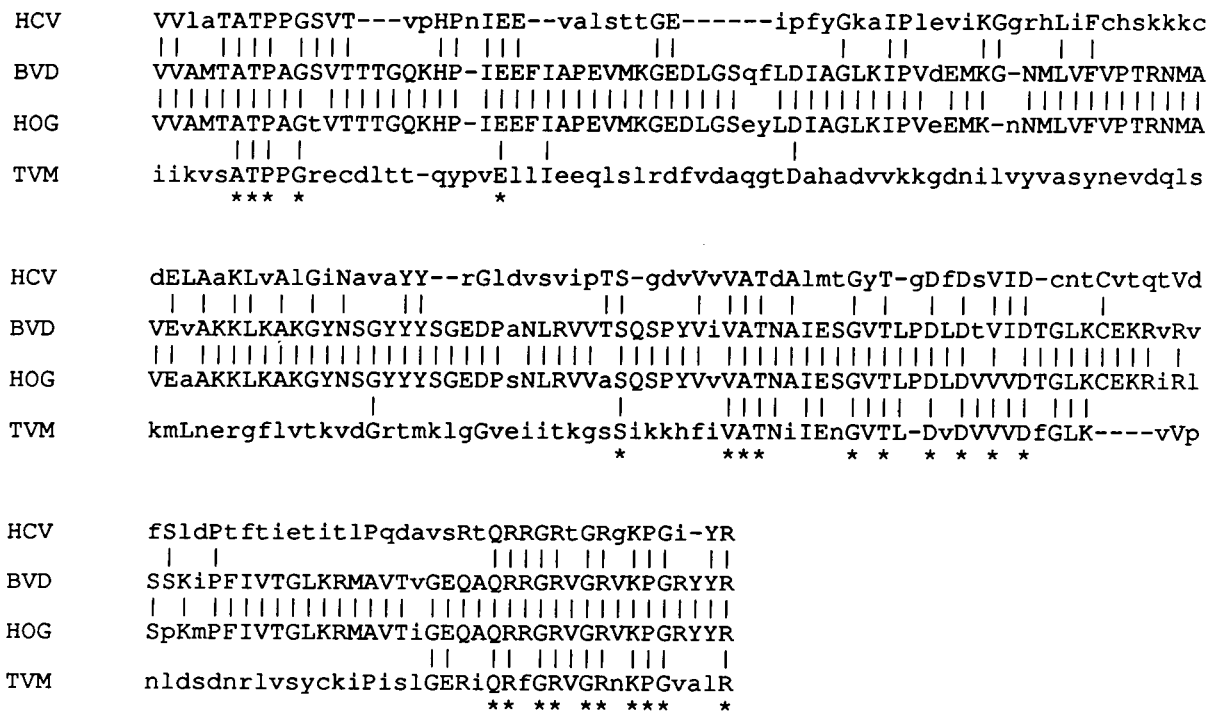 HCV VVlaTATPPGSVT---vpHPnIEE--valsttGE------ipfyGkaIPleviKGgrhLiFchskkkc
BVD VVAMTATPAGSVTTTGQKHP-IEEFIAPEVMKGEDLGSqfLDIAGLKIPVdEMKG-NMLVFVPTRNMA
HOG VVAMTATPAGtVTTTGQKHP-IEEFIAPEVMKGEDLGSeyLDIAGLKIPVeEMK-nNMLVFVPTRNMA
TVM iikvsATPPGrecdltt-qypvEllIeeqlslrdfvdaqgtDahadvvkkgdnilvyvasynevdqls
*** * *
HCV dELAaKLvAlGiNavaYY--rGldvsvipTS-gdvVvVATdAlmtGyT-gDfDsVID-cntCvtqtVd
BVD VEvAKKLKAKGYNSGYYYSGEDPaNLRVVTSQSPYViVATNAIESGVTLPDLDtVIDTGLKCEKRvRv
HOG VEaAKKLKAKGYNSGYYYSGEDPsNLRVVaSQSPYVvVATNAIESGVTLPDLDVVVDTGLKCEKRiRl
TVM kmLnergflvtkvdGrtmklgGveiitkgsSikkhfiVATNiIEnGVTL-DvDVVVDfGLK----vVp
* *** * * * * * *
HCV fSldPtftietitlPqdavsRtQRRGRtGRgKPGi-YR
BVD SSKiPFIVTGLKRMAVTvGEQAQRRGRVGRVKPGRYYR
HOG SpKmPFIVTGLKRMAVTiGEQAQRRGRVGRVKPGRYYR
TVM nldsdnrlvsyckiPislGERiQRfGRVGRnKPGvalR
** ** ** *** *